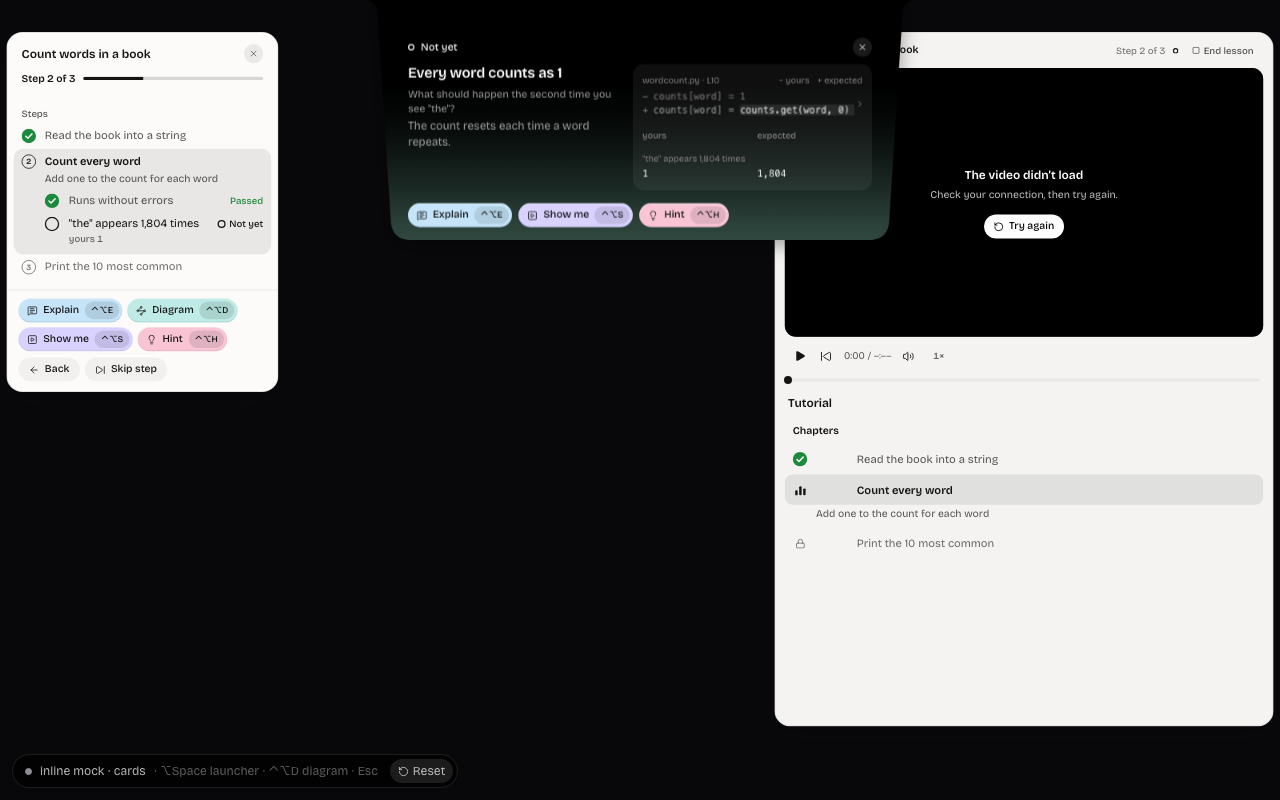 Count words in a book
Step 2 of 3
Steps
Read the book into a string
2 Count every word
Add one to the count for each word
Runs without errors Passed
"the" appears 1,804 times Not yet
yours 1
3 Print the 10 most common
Explain ^⌥E Diagram ^⌥D
Show me ^⌥S Hint ^⌥H
Back Skip step
Not yet
Every word counts as 1
What should happen the second time you
see "the"?
The count resets each time a word
repeats.
wordcount.py · L10 − yours + expected
− counts[word] = 1
+ counts[word] = counts.get(word, 0)
yours expected
"the" appears 1,804 times
1 1,804
Explain ^⌥E Show me ^⌥S Hint ^⌥H
ook Step 2 of 3 End lesson
The video didn't load
Check your connection, then try again.
Try again
0:00 / –:–– 1×
Tutorial
Chapters
Read the book into a string
Count every word
Add one to the count for each word
Print the 10 most common
inline mock · cards · ⌥Space launcher · ^⌥D diagram · Esc Reset